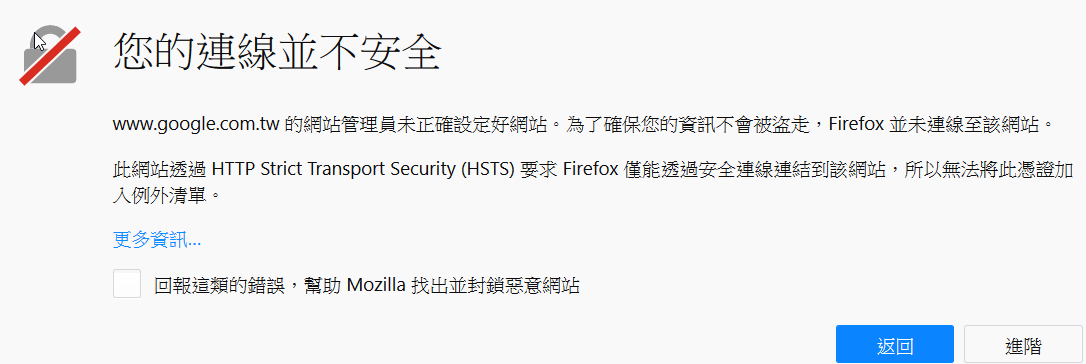 您的連線並不安全
www.google.com.tw 的網站管理員未正確設定好網站。為了確保您的資訊不會被盜走，Firefox 並未連線至該網站。
此網站透過 HTTP Strict Transport Security (HSTS) 要求 Firefox 僅能透過安全連線連結到該網站，所以無法將此憑證加
入例外清單。
更多資訊…
回報這類的錯誤，幫助 Mozilla 找出並封鎖惡意網站
返回
進階